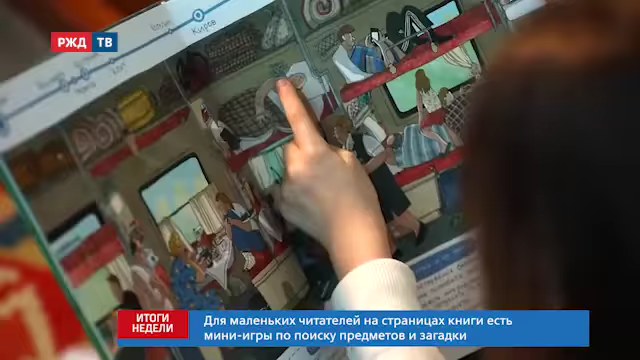 РЖД ТВ
Киров
ИТОГИ
НЕДЕЛИ
Для маленьких читателей на страницах книги есть
мини-игры по поиску предметов и загадки